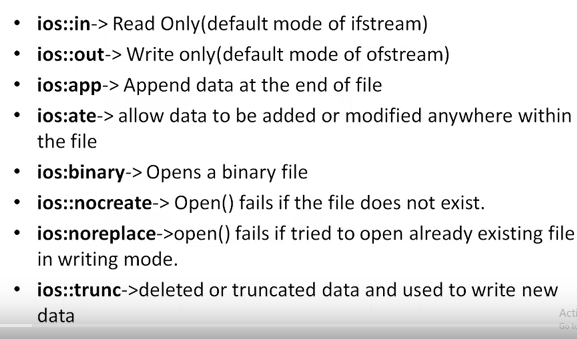 • ios::in-> Read Only(default mode of ifstream)
• ios::out-> Write only(default mode of ofstream)
• ios:app-> Append data at the end of file
• ios:ate-> allow data to be added or modified anywhere within
the file
• ios:binary-> Opens a binary file
• ios::nocreate-> Open() fails if the file does not exist.
• ios:noreplace->open() fails if tried to open already existing file
in writing mode.
• ios::trunc->deleted or truncated data and used to write new
data
Acti
Go to